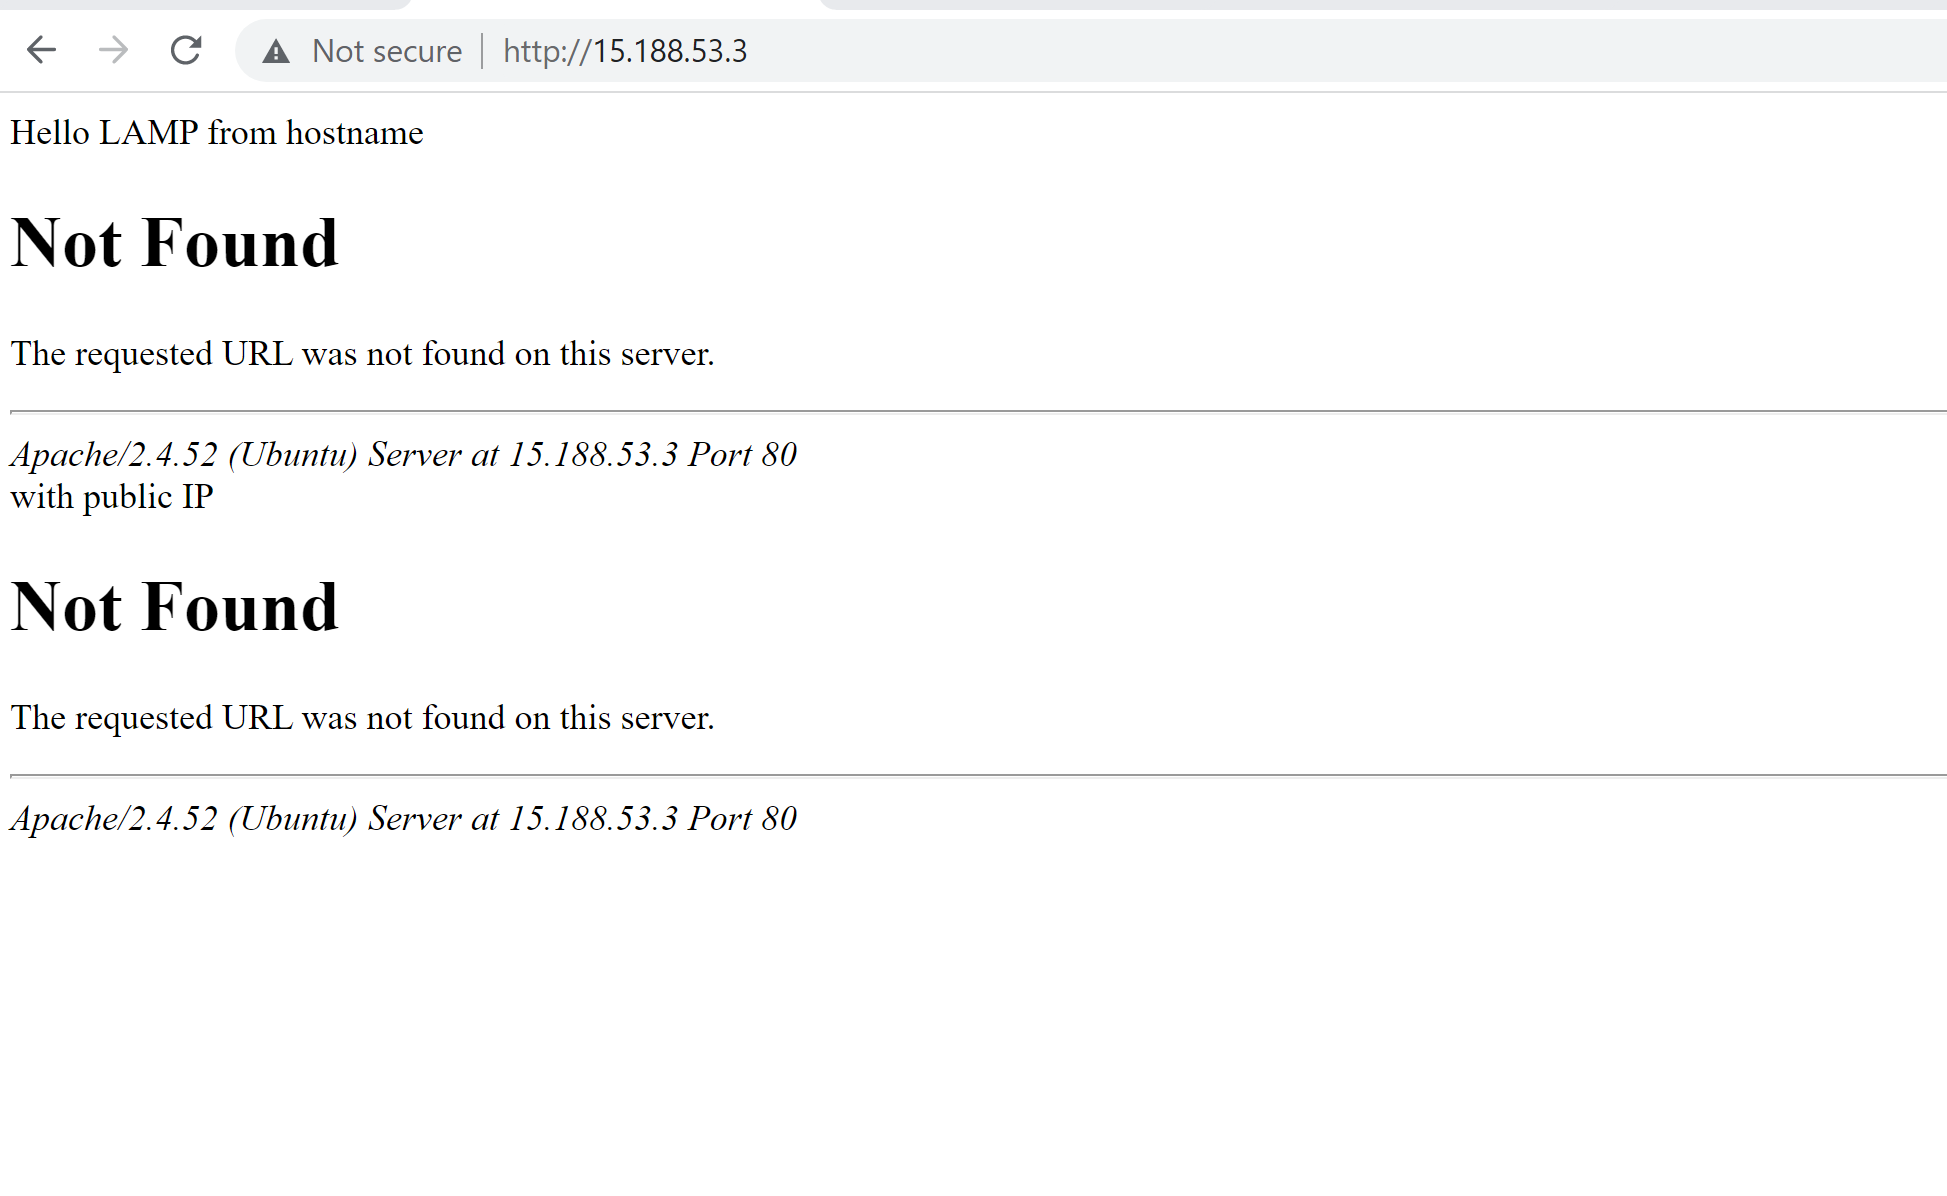 Not secure | http://15.188.53.3
Hello LAMP from hostname
Not Found
The requested URL was not found on this server.
Apache/2.4.52 (Ubuntu) Server at 15.188.53.3 Port 80
with public IP
Not Found
The requested URL was not found on this server.
Apache/2.4.52 (Ubuntu) Server at 15.188.53.3 Port 80